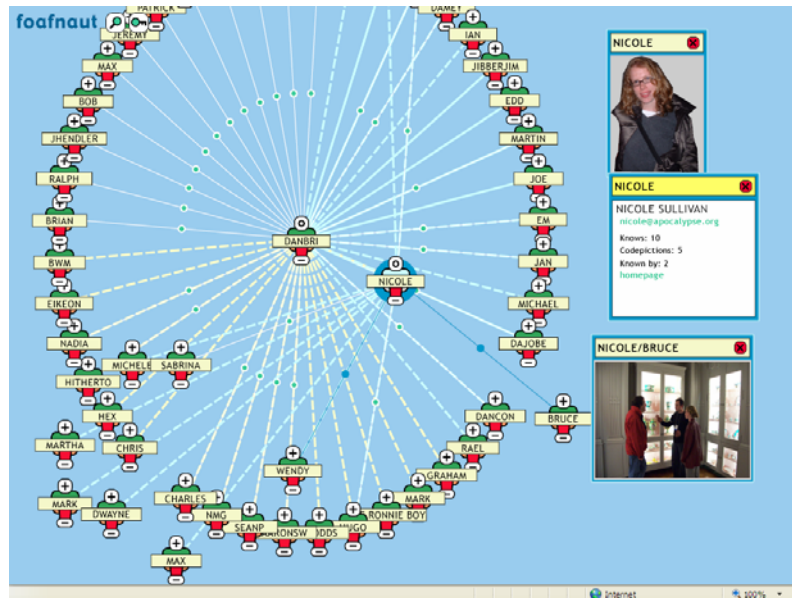 foafnaut
PATRICK
JEREMY
MAX
BOB
JHENDLER
RALPH
BRIAN
BWM
EIKEON
NADIA
HITHERTO
MICHELE
SABRINA
HEX
MARTHA
CHRIS
MARK
DWAYNE
CHARLES
NMG
SEANP
MAX
WENDY
RONNIE BOY
MARK
GRAHAM
RAEL
DANCON
BRUCE
DAMEY
IAN
JIBBERJIM
EDD
MARTIN
JOE
EM
JAN
MICHAEL
DAJOBE
DANBRI
NICOLE
NICOLE
NICOLE
NICOLE SULLIVAN
nicole@apocalypse.org
Knows: 10
Codepictions: 5
Known by: 2
homepage
NICOLE/BRUCE
Internet
100%